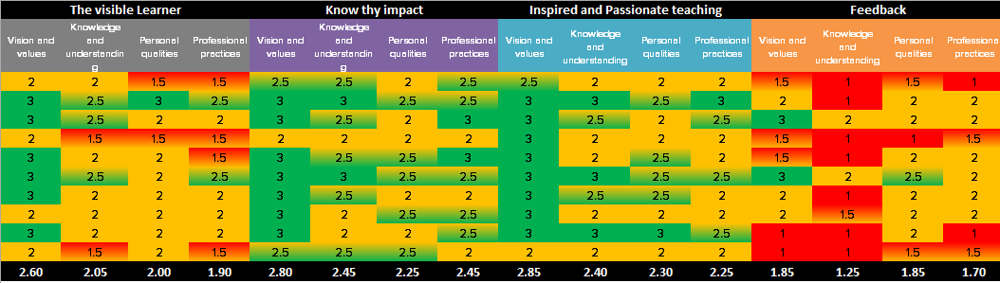 The visible Learner Know thy impact Inspired and Passionate teaching Feedback
Vision and values Knowledge and understanding Personal qualities Professional practices Vision and values Knowledge and understanding Personal qualities Professional practices Vision and values Knowledge and understanding Personal qualities Professional practices Vision and values Knowledge and understanding Personal qualities Professional practices
2 2 1.5 1.5 2.5 2.5 2 2.5 2.5 2 2 2 1.5 1 1.5 1
3 2.5 3 2.5 3 3 2.5 2.5 3 3 2.5 3 2 1 2 2
3 2.5 2 2 3 2.5 2 3 3 2.5 2 2.5 3 2 2 2
2 1.5 1.5 1.5 2 2 2 2 3 2 2 2 1.5 1 1 1.5
3 2 2 1.5 3 2.5 2.5 3 3 2 2.5 2 1.5 1 2 2
3 2.5 2 2.5 3 3 2.5 2.5 3 3 2.5 2.5 3 2 2.5 2
3 2 2 2 3 2.5 2 2 3 2.5 2.5 2 2 1 2 2
2 2 2 2 3 2 2.5 2.5 3 2 2 2 2 1.5 2 2
3 2 2 2 3 2 2 2.5 3 3 3 2.5 1 1 2 1
2 1.5 2 1.5 2.5 2.5 2.5 2 2 2 2 2 1 1 1.5 1.5
2.60 2.05 2.00 1.90 2.80 2.45 2.25 2.45 2.85 2.40 2.30 2.25 1.85 1.25 1.85 1.70